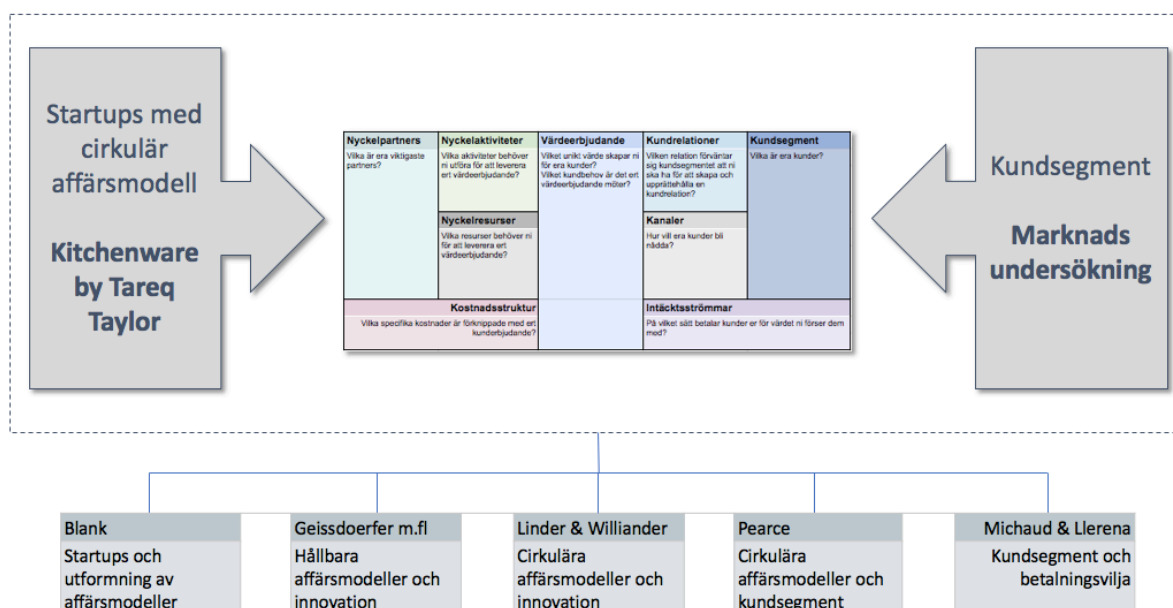 Startups med
cirkulär
affärsmodell
Kitchenware
by Tareq
Taylor
Nyckelpartners
Vilka är era viktigaste
partners?
Nyckelaktiviteter
Vilka aktiviteter behöver
ni utföra för att leverera
ert värdeerbjudande?
Nyckelresurser
Vilka resurser behöver ni
för att leverera ert
värdeerbjudande?
Värdeerbjudande
Vilket unikt värde skapar ni
för era kunder?
Vilket kundbehov är det ert
värdeerbjudande möter?
Kundrelationer
Vilken relation förväntar
sig kundsegmentet att ni
ska ha för att skapa och
upprättehålla en
kundrelation?
Kanaler
Hur vill era kunder bli
nådda?
Kundsegment
Vilka är era kunder?
Kostnadsstruktur
Vilka specifika kostnader är förknippade med ert
kunderbjudande?
Intäcktsströmmar
På vilket sätt betalar kunder er för värdet ni förser dem
med?
Kundsegment
Marknads
undersökning
Blank
Startups och
utformning av
affärsmodeller
Geissdoerfer m.fl
Hållbara
affärsmodeller och
innovation
Linder & Williander
Cirkulära
affärsmodeller och
innovation
Pearce
Cirkulära
affärsmodeller och
kundsegment
Michaud & Llerena
Kundsegment och
betalningsvilja